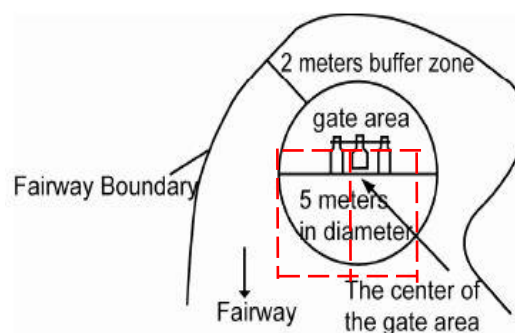 2 meters buffer zone
gate area
Fairway Boundary
5 meters
in diameter
Fairway
The center of
the gate area